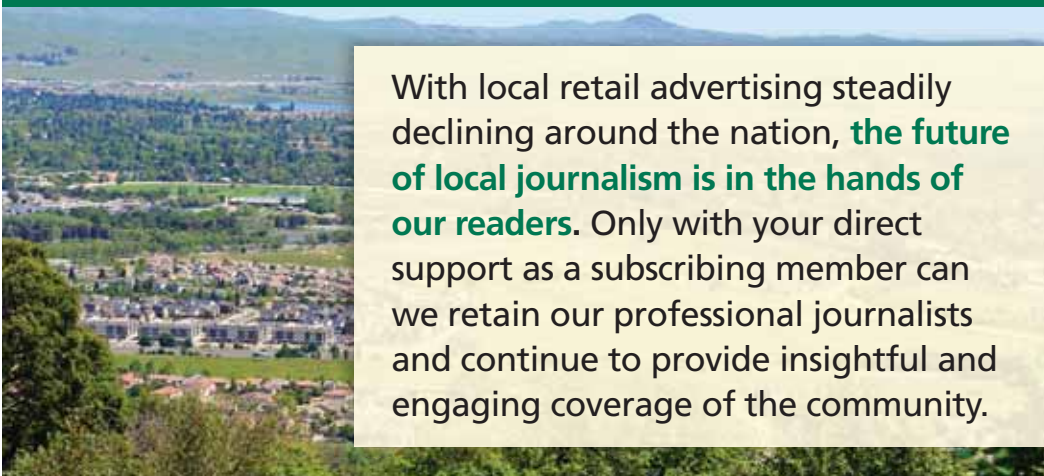 With local retail advertising steadily
declining around the nation, the future
of local journalism is in the hands of
our readers. Only with your direct
support as a subscribing member can
we retain our professional journalists
and continue to provide insightful and
engaging coverage of the community.